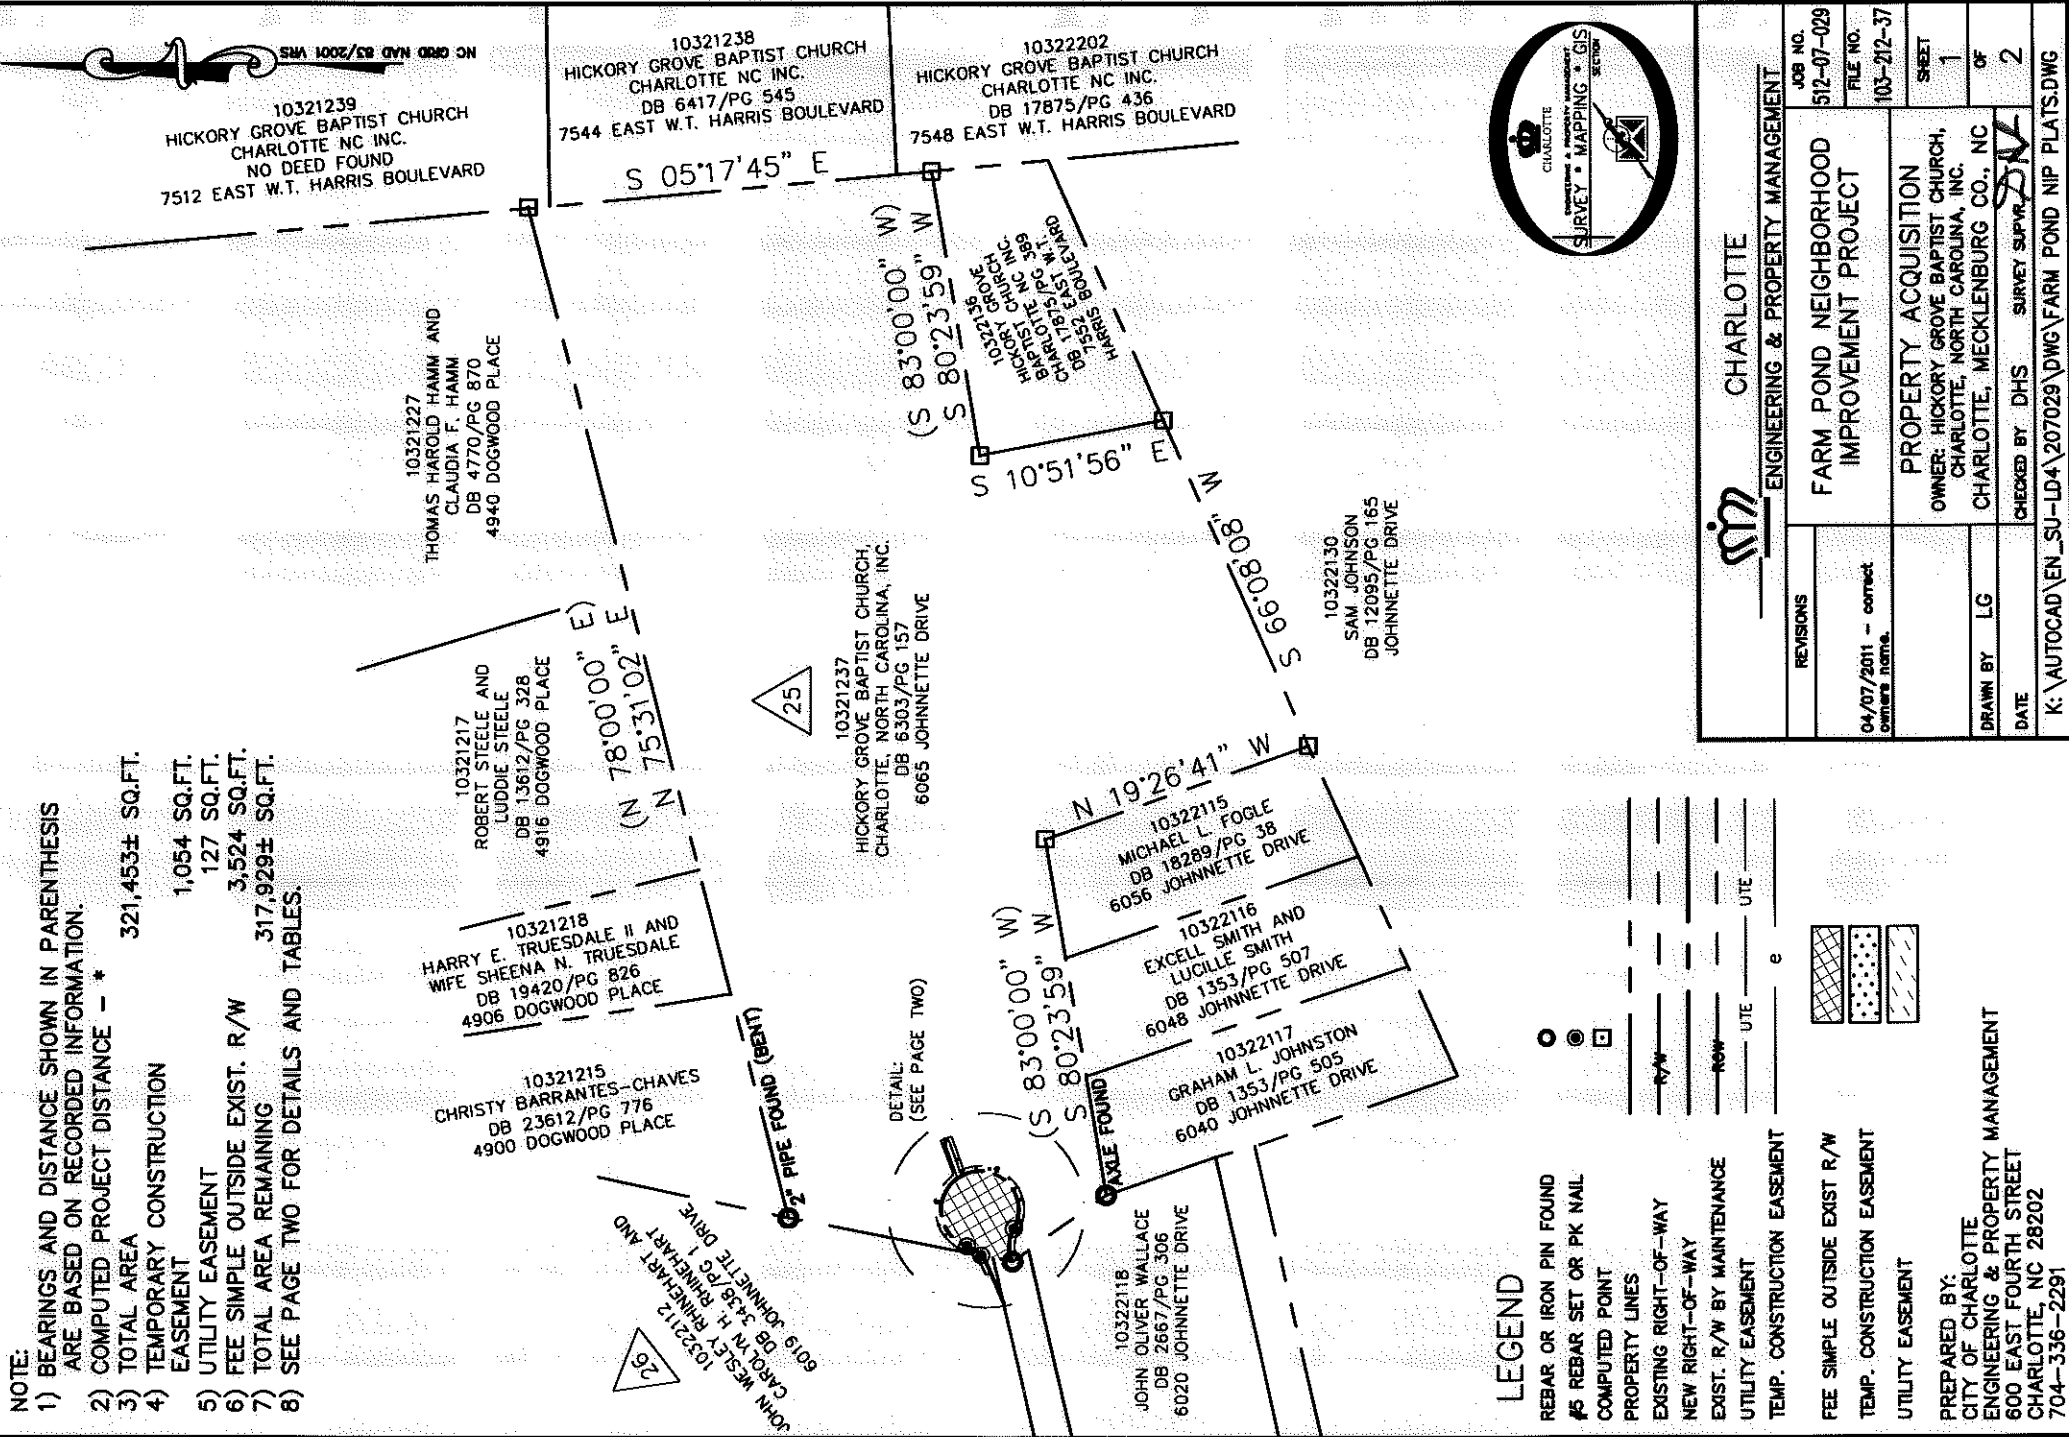 NOTE:
1) BEARINGS AND DISTANCE SHOWN IN PARENTHESIS
ARE BASED ON RECORDED INFORMATION.
2) COMPUTED PROJECT DISTANCE - *
3) TOTAL AREA 321,453± SQ.FT.
4) TEMPORARY CONSTRUCTION
EASEMENT 1,054 SQ.FT.
5) UTILITY EASEMENT 127 SQ.FT.
6) FEE SIMPLE OUTSIDE EXIST. R/W 3,524 SQ.FT.
7) TOTAL AREA REMAINING 317,929± SQ.FT.
8) SEE PAGE TWO FOR DETAILS AND TABLES.
NC GRID NAD 83/2001 VRS
10321239
HICKORY GROVE BAPTIST CHURCH
CHARLOTTE NC INC.
NO DEED FOUND
7512 EAST W.T. HARRIS BOULEVARD
10321238
HICKORY GROVE BAPTIST CHURCH
CHARLOTTE NC INC.
DB 6417/PG 545
7544 EAST W.T. HARRIS BOULEVARD
10322202
HICKORY GROVE BAPTIST CHURCH
CHARLOTTE NC INC.
DB 17875/PG 436
7548 EAST W.T. HARRIS BOULEVARD
S 05°17'45" E
(S 83°00'00" W)
S 80°23'59" W
10322136
HICKORY GROVE
BAPTIST CHURCH
CHARLOTTE NC INC.
DB 17875/PG 389
7552 EAST W.T.
HARRIS BOULEVARD
S 10°51'56" E
S 66°08'08" W
10321227
THOMAS HAROLD HAMM AND
CLAUDIA F. HAMM
DB 4770/PG 870
4940 DOGWOOD PLACE
10321217
ROBERT STEELE AND
LUDDIE STEELE
DB 13612/PG 328
4916 DOGWOOD PLACE
(N 78°00'00" E)
N 75°31'02" E
25
10321237
HICKORY GROVE BAPTIST CHURCH,
CHARLOTTE, NORTH CAROLINA, INC.
DB 6303/PG 157
6065 JOHNNETTE DRIVE
10322130
SAM JOHNSON
DB 12095/PG 165
JOHNNETTE DRIVE
10321218
HARRY E. TRUESDALE II AND
WIFE SHEENA N. TRUESDALE
DB 19420/PG 826
4906 DOGWOOD PLACE
10321215
CHRISTY BARRANTES-CHAVES
DB 23612/PG 776
4900 DOGWOOD PLACE
2" PIPE FOUND (BENT)
N 19°26'41" W
10322115
MICHAEL L. FOGLE
DB 18289/PG 38
6056 JOHNNETTE DRIVE
10322116
EXCELL SMITH AND
LUCILLE SMITH
DB 1353/PG 507
6048 JOHNNETTE DRIVE
10322117
GRAHAM L. JOHNSTON
DB 1353/PG 505
6040 JOHNNETTE DRIVE
(S 83°00'00" W)
S 80°23'59" W
AXLE FOUND
DETAIL:
(SEE PAGE TWO)
26
10322112
JOHN WESLEY RHINEHART AND
CAROLYN H. RHINEHART
DB 3438/PG 1
6019 JOHNNETTE DRIVE
10322118
JOHN OLIVER WALLACE
DB 2667/PG 306
6020 JOHNNETTE DRIVE
LEGEND
REBAR OR IRON PIN FOUND
#5 REBAR SET OR PK NAIL
COMPUTED POINT
PROPERTY LINES
EXISTING RIGHT-OF-WAY R/W
NEW RIGHT-OF-WAY
EXIST. R/W BY MAINTENANCE ROW
UTILITY EASEMENT UTE UTE
TEMP. CONSTRUCTION EASEMENT e
FEE SIMPLE OUTSIDE EXIST R/W
TEMP. CONSTRUCTION EASEMENT
UTILITY EASEMENT
PREPARED BY:
CITY OF CHARLOTTE
ENGINEERING & PROPERTY MANAGEMENT
600 EAST FOURTH STREET
CHARLOTTE, NC 28202
704-336-2291
CHARLOTTE
ENGINEERING & PROPERTY MANAGEMENT
SURVEY * MAPPING * GIS
SECTION
CHARLOTTE
ENGINEERING & PROPERTY MANAGEMENT
REVISIONS
04/07/2011 - correct
owners name.
FARM POND NEIGHBORHOOD
IMPROVEMENT PROJECT
JOB NO.
512-07-029
FILE NO.
103-212-37
PROPERTY ACQUISITION
OWNER: HICKORY GROVE BAPTIST CHURCH,
CHARLOTTE, NORTH CAROLINA, INC.
CHARLOTTE, MECKLENBURG CO., NC
SHEET
1
OF
2
DRAWN BY LG
DATE
CHECKED BY DHS SURVEY SUPVR.
K:\AUTOCAD\EN_SU-LD4\207029\DWG\FARM POND NIP PLATS.DWG